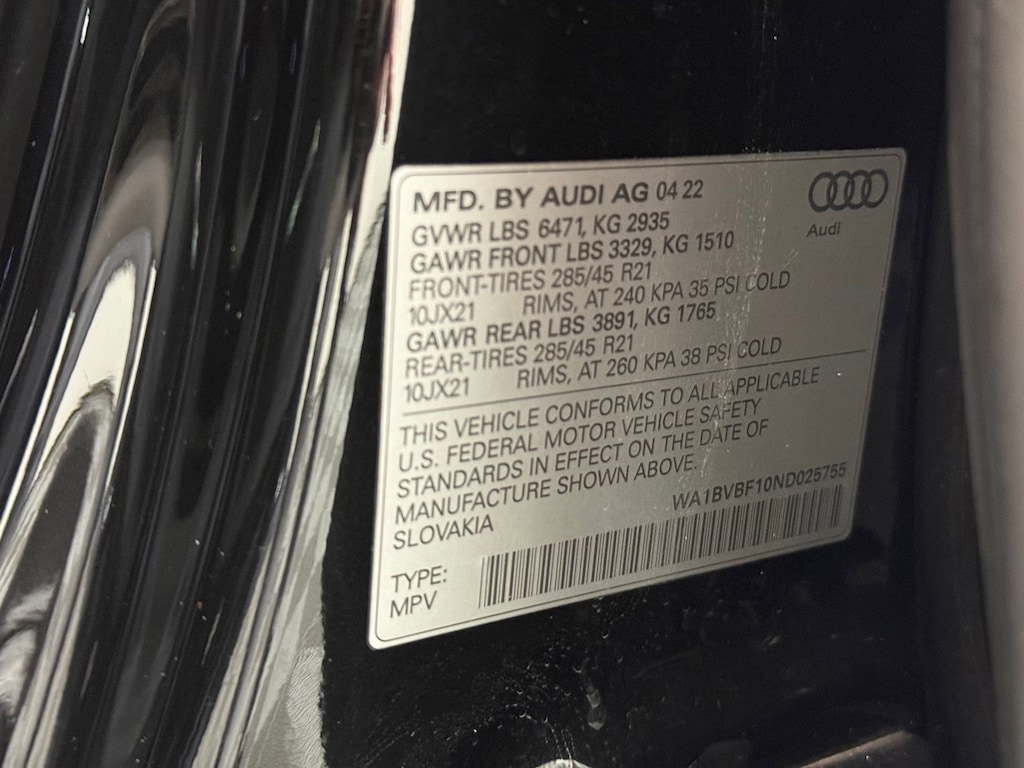 MFD. BY AUDI AG 04 22
GVWR LBS 6471, KG 2935
GAWR FRONT LBS 3329, KG 1510
FRONT-TIRES 285/45 R21
10JX21 RIMS, AT 240 KPA 35 PSI COLD
GAWR REAR LBS 3891, KG 1765
REAR-TIRES 285/45 R21
10JX21 RIMS, AT 260 KPA 38 PSI COLD
Audi
THIS VEHICLE CONFORMS TO ALL APPLICABLE
U.S. FEDERAL MOTOR VEHICLE SAFETY
STANDARDS IN EFFECT ON THE DATE OF
MANUFACTURE SHOWN ABOVE.
SLOVAKIA
WA1BVBF10ND025755
TYPE:
MPV